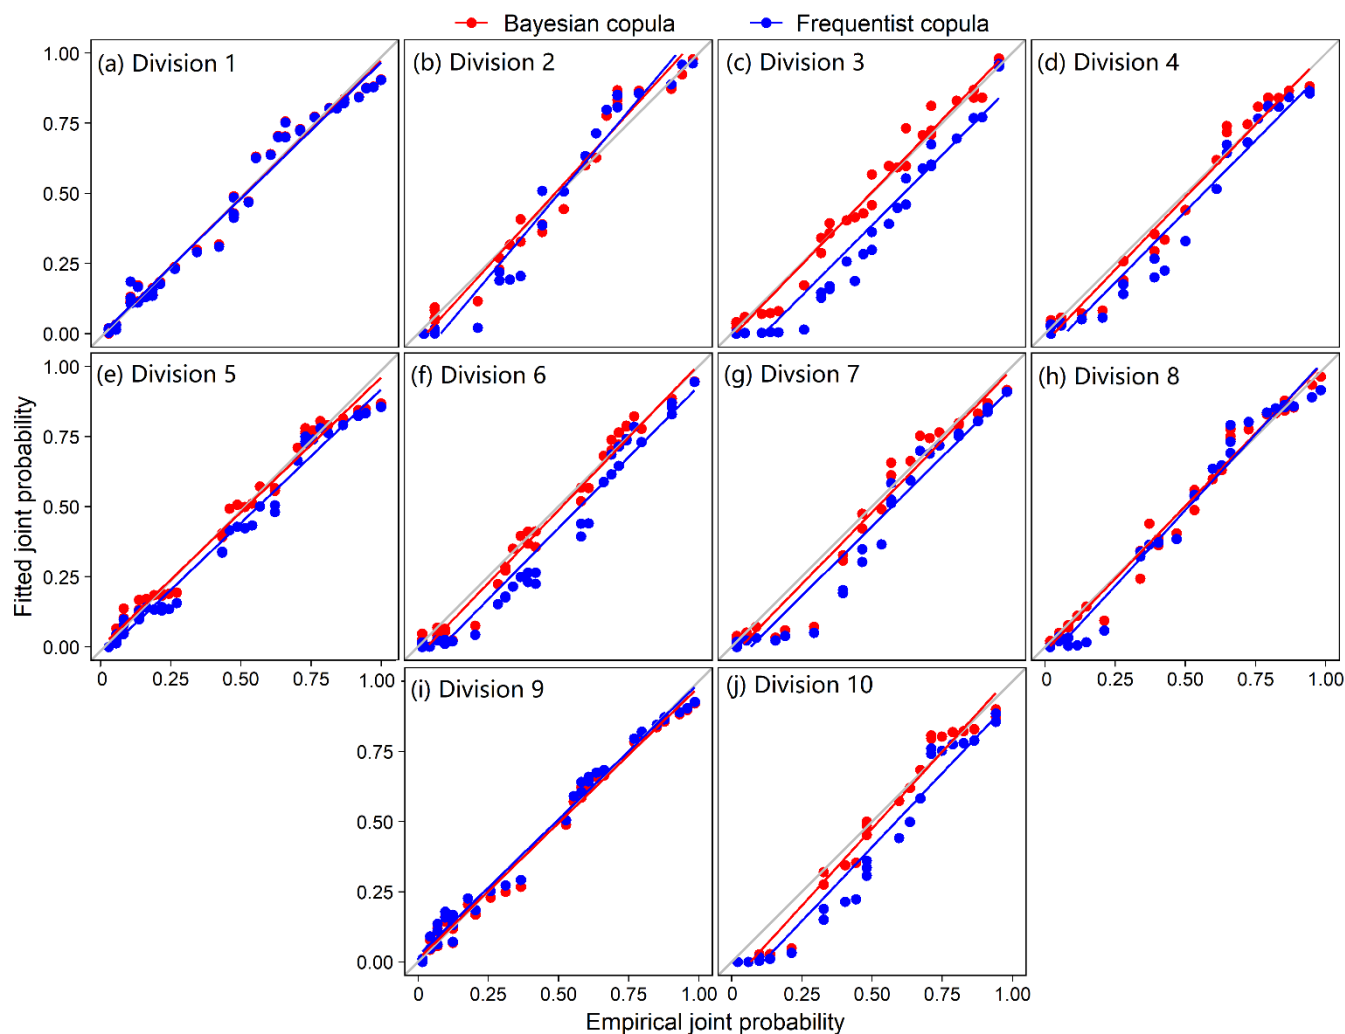 Bayesian copula Frequentist copula
(a) Division 1
(b) Division 2
(c) Division 3
(d) Division 4
1.00
0.75
0.50
0.25
0.00
(e) Division 5
(f) Division 6
(g) Divsion 7
(h) Division 8
1.00
0.75
0.50
0.25
0.00
Fitted joint probability
0 0.25 0.50 0.75 1.00
0 0.25 0.50 0.75 1.00
(i) Division 9
(j) Division 10
1.00
0.75
0.50
0.25
0.00
0 0.25 0.50 0.75 1.00
0 0.25 0.50 0.75 1.00
Empirical joint probability